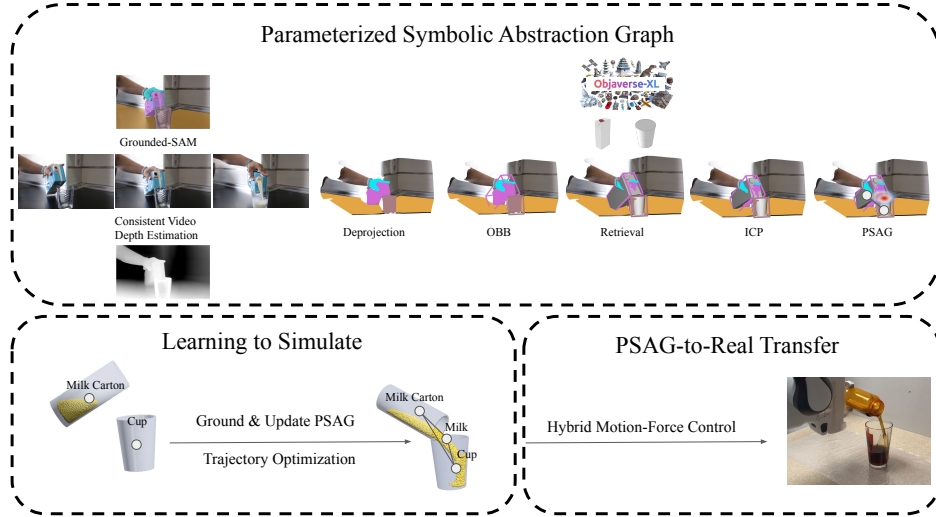 Parameterized Symbolic Abstraction Graph
Objaverse-XL
Grounded-SAM
Consistent Video
Depth Estimation
Deprojection
OBB
Retrieval
ICP
PSAG
Learning to Simulate
Milk Carton
Cup
Ground & Update PSAG
Trajectory Optimization
Milk Carton
Milk
Cup
PSAG-to-Real Transfer
Hybrid Motion-Force Control